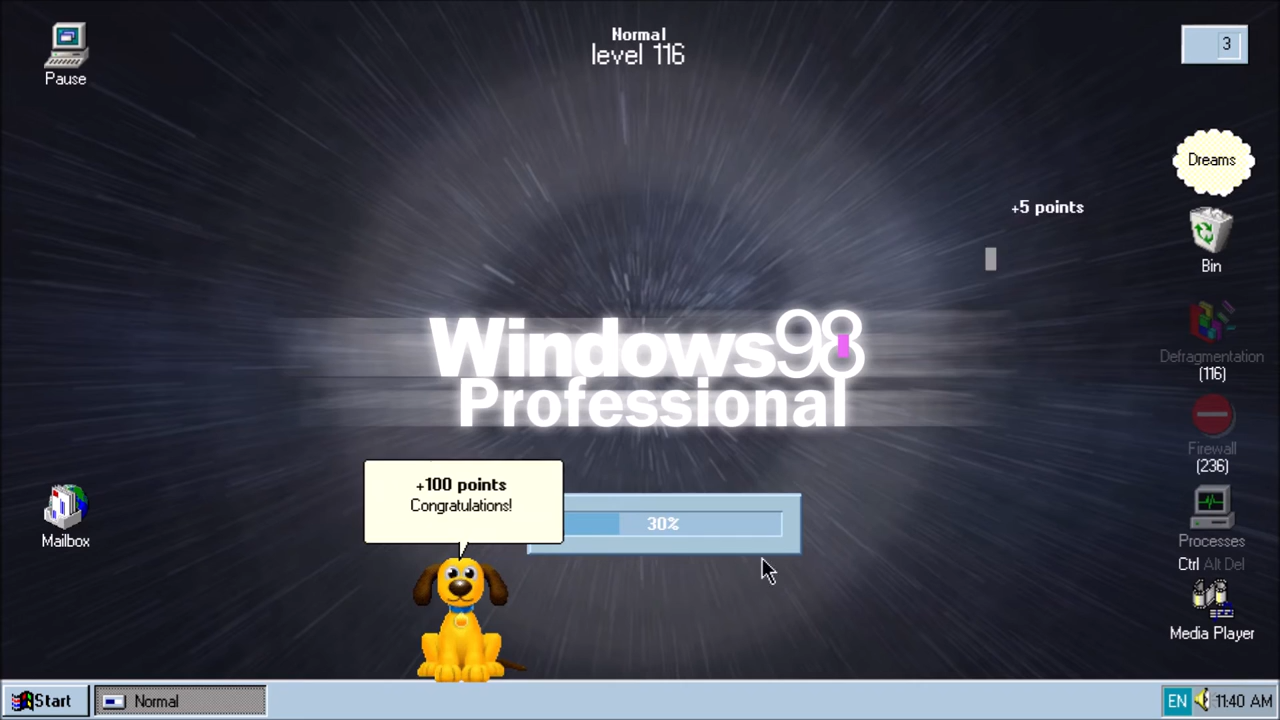 Pause
Normal
level 116
3
Dreams
+5 points
Bin
Windows98
Professional
Defragmentation
(116)
Firewall
(236)
+100 points
Congratulations!
30%
Mailbox
Processes
Ctrl Alt Del
Media Player
Start
Normal
EN
11:40 AM